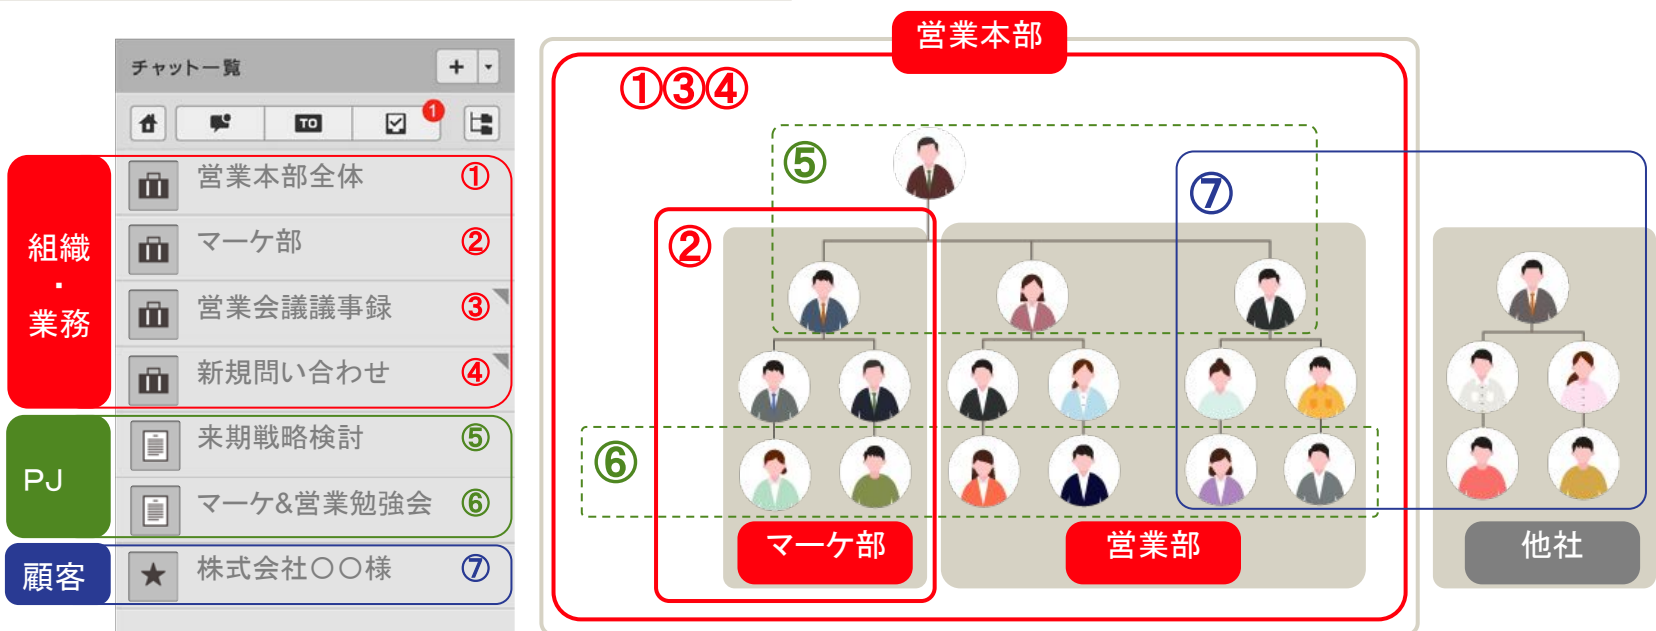 チャット一覧
+
1
TO
組織
・
業務
営業本部全体 ①
マーケ部 ②
営業会議議事録 ③
新規問い合わせ ④
PJ
来期戦略検討 ⑤
マーケ&営業勉強会 ⑥
顧客
株式会社〇〇様 ⑦
営業本部
①③④
⑤
⑦
②
⑥
マーケ部
営業部
他社